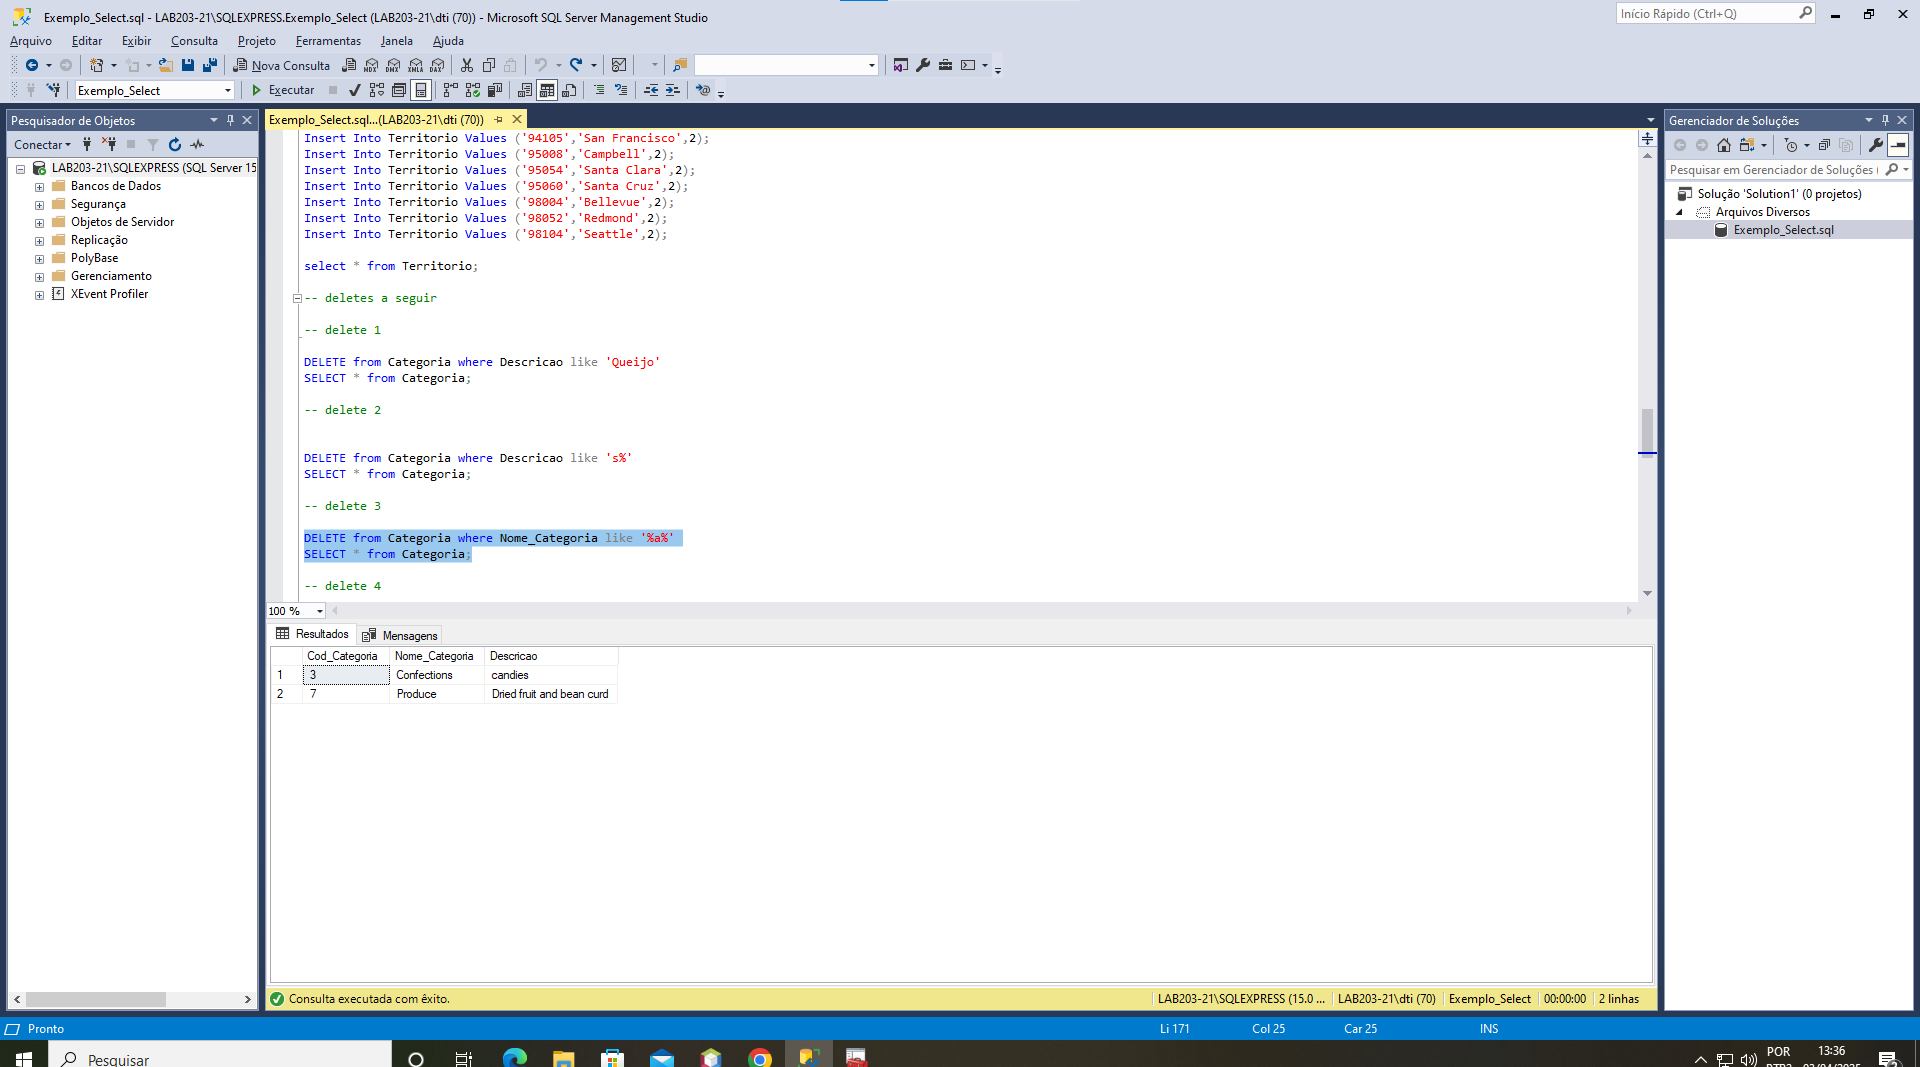 Exemplo_Select.sql - LAB203-21\SQLEXPRESS.Exemplo_Select (LAB203-21\dti (70)) - Microsoft SQL Server Management Studio
Início Rápido (Ctrl+Q)
Arquivo Editar Exibir Consulta Projeto Ferramentas Janela Ajuda
Nova Consulta
Exemplo_Select
Executar
Pesquisador de Objetos
Conectar
LAB203-21\SQLEXPRESS (SQL Server 15
Bancos de Dados
Segurança
Objetos de Servidor
Replicação
PolyBase
Gerenciamento
XEvent Profiler
Exemplo_Select.sql...(LAB203-21\dti (70))
Insert Into Territorio Values ('94105','San Francisco',2);
Insert Into Territorio Values ('95008','Campbell',2);
Insert Into Territorio Values ('95054','Santa Clara',2);
Insert Into Territorio Values ('95060','Santa Cruz',2);
Insert Into Territorio Values ('98004','Bellevue',2);
Insert Into Territorio Values ('98052','Redmond',2);
Insert Into Territorio Values ('98104','Seattle',2);
select * from Territorio;
-- deletes a seguir
-- delete 1
DELETE from Categoria where Descricao like 'Queijo'
SELECT * from Categoria;
-- delete 2
DELETE from Categoria where Descricao like 's%'
SELECT * from Categoria;
-- delete 3
DELETE from Categoria where Nome_Categoria like '%a%'
SELECT * from Categoria;
-- delete 4
100 %
Resultados Mensagens
Cod_Categoria Nome_Categoria Descricao
1 3 Confections candies
2 7 Produce Dried fruit and bean curd
Consulta executada com êxito.
LAB203-21\SQLEXPRESS (15.0 ... LAB203-21\dti (70) Exemplo_Select 00:00:00 2 linhas
Gerenciador de Soluções
Pesquisar em Gerenciador de Soluções (
Solução 'Solution1' (0 projetos)
Arquivos Diversos
Exemplo_Select.sql
Pronto
Li 171 Col 25 Car 25 INS
Pesquisar
POR
13:36